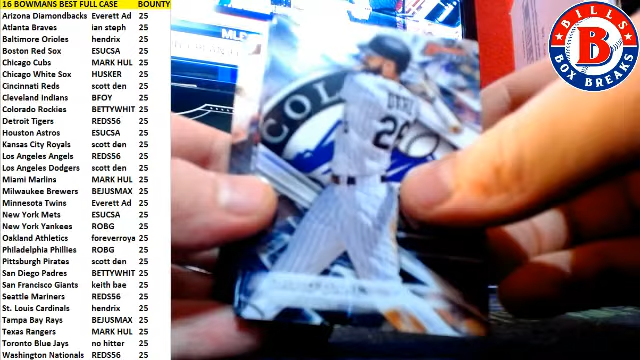 16 BOWMANS BEST FULL CASE BOUNTY
Arizona Diamondbacks Everett Ad 25
Atlanta Braves ian steph 25
Baltimore Orioles hendrix 25
Boston Red Sox ESUCSA 25
Chicago Cubs MARK HUL 25
Chicago White Sox HUSKER 25
Cincinnati Reds scott den 25
Cleveland Indians BFOY 25
Colorado Rockies BETTYWHIT 25
Detroit Tigers REDS56 25
Houston Astros ESUCSA 25
Kansas City Royals scott den 25
Los Angeles Angels REDS56 25
Los Angeles Dodgers scott den 25
Miami Marlins MARK HUL 25
Milwaukee Brewers BEJUSMAX 25
Minnesota Twins Everett Ad 25
New York Mets ESUCSA 25
New York Yankees ROBG 25
Oakland Athletics foreverroya 25
Philadelphia Phillies ROBG 25
Pittsburgh Pirates scott den 25
San Diego Padres BETTYWHIT 25
San Francisco Giants keith bae 25
Seattle Mariners REDS56 25
St. Louis Cardinals hendrix 25
Tampa Bay Rays BEJUSMAX 25
Texas Rangers MARK HUL 25
Toronto Blue Jays no hitter 25
Washington Nationals REDS56 25
BILLS
B
BOX BREAKS
28
COLO